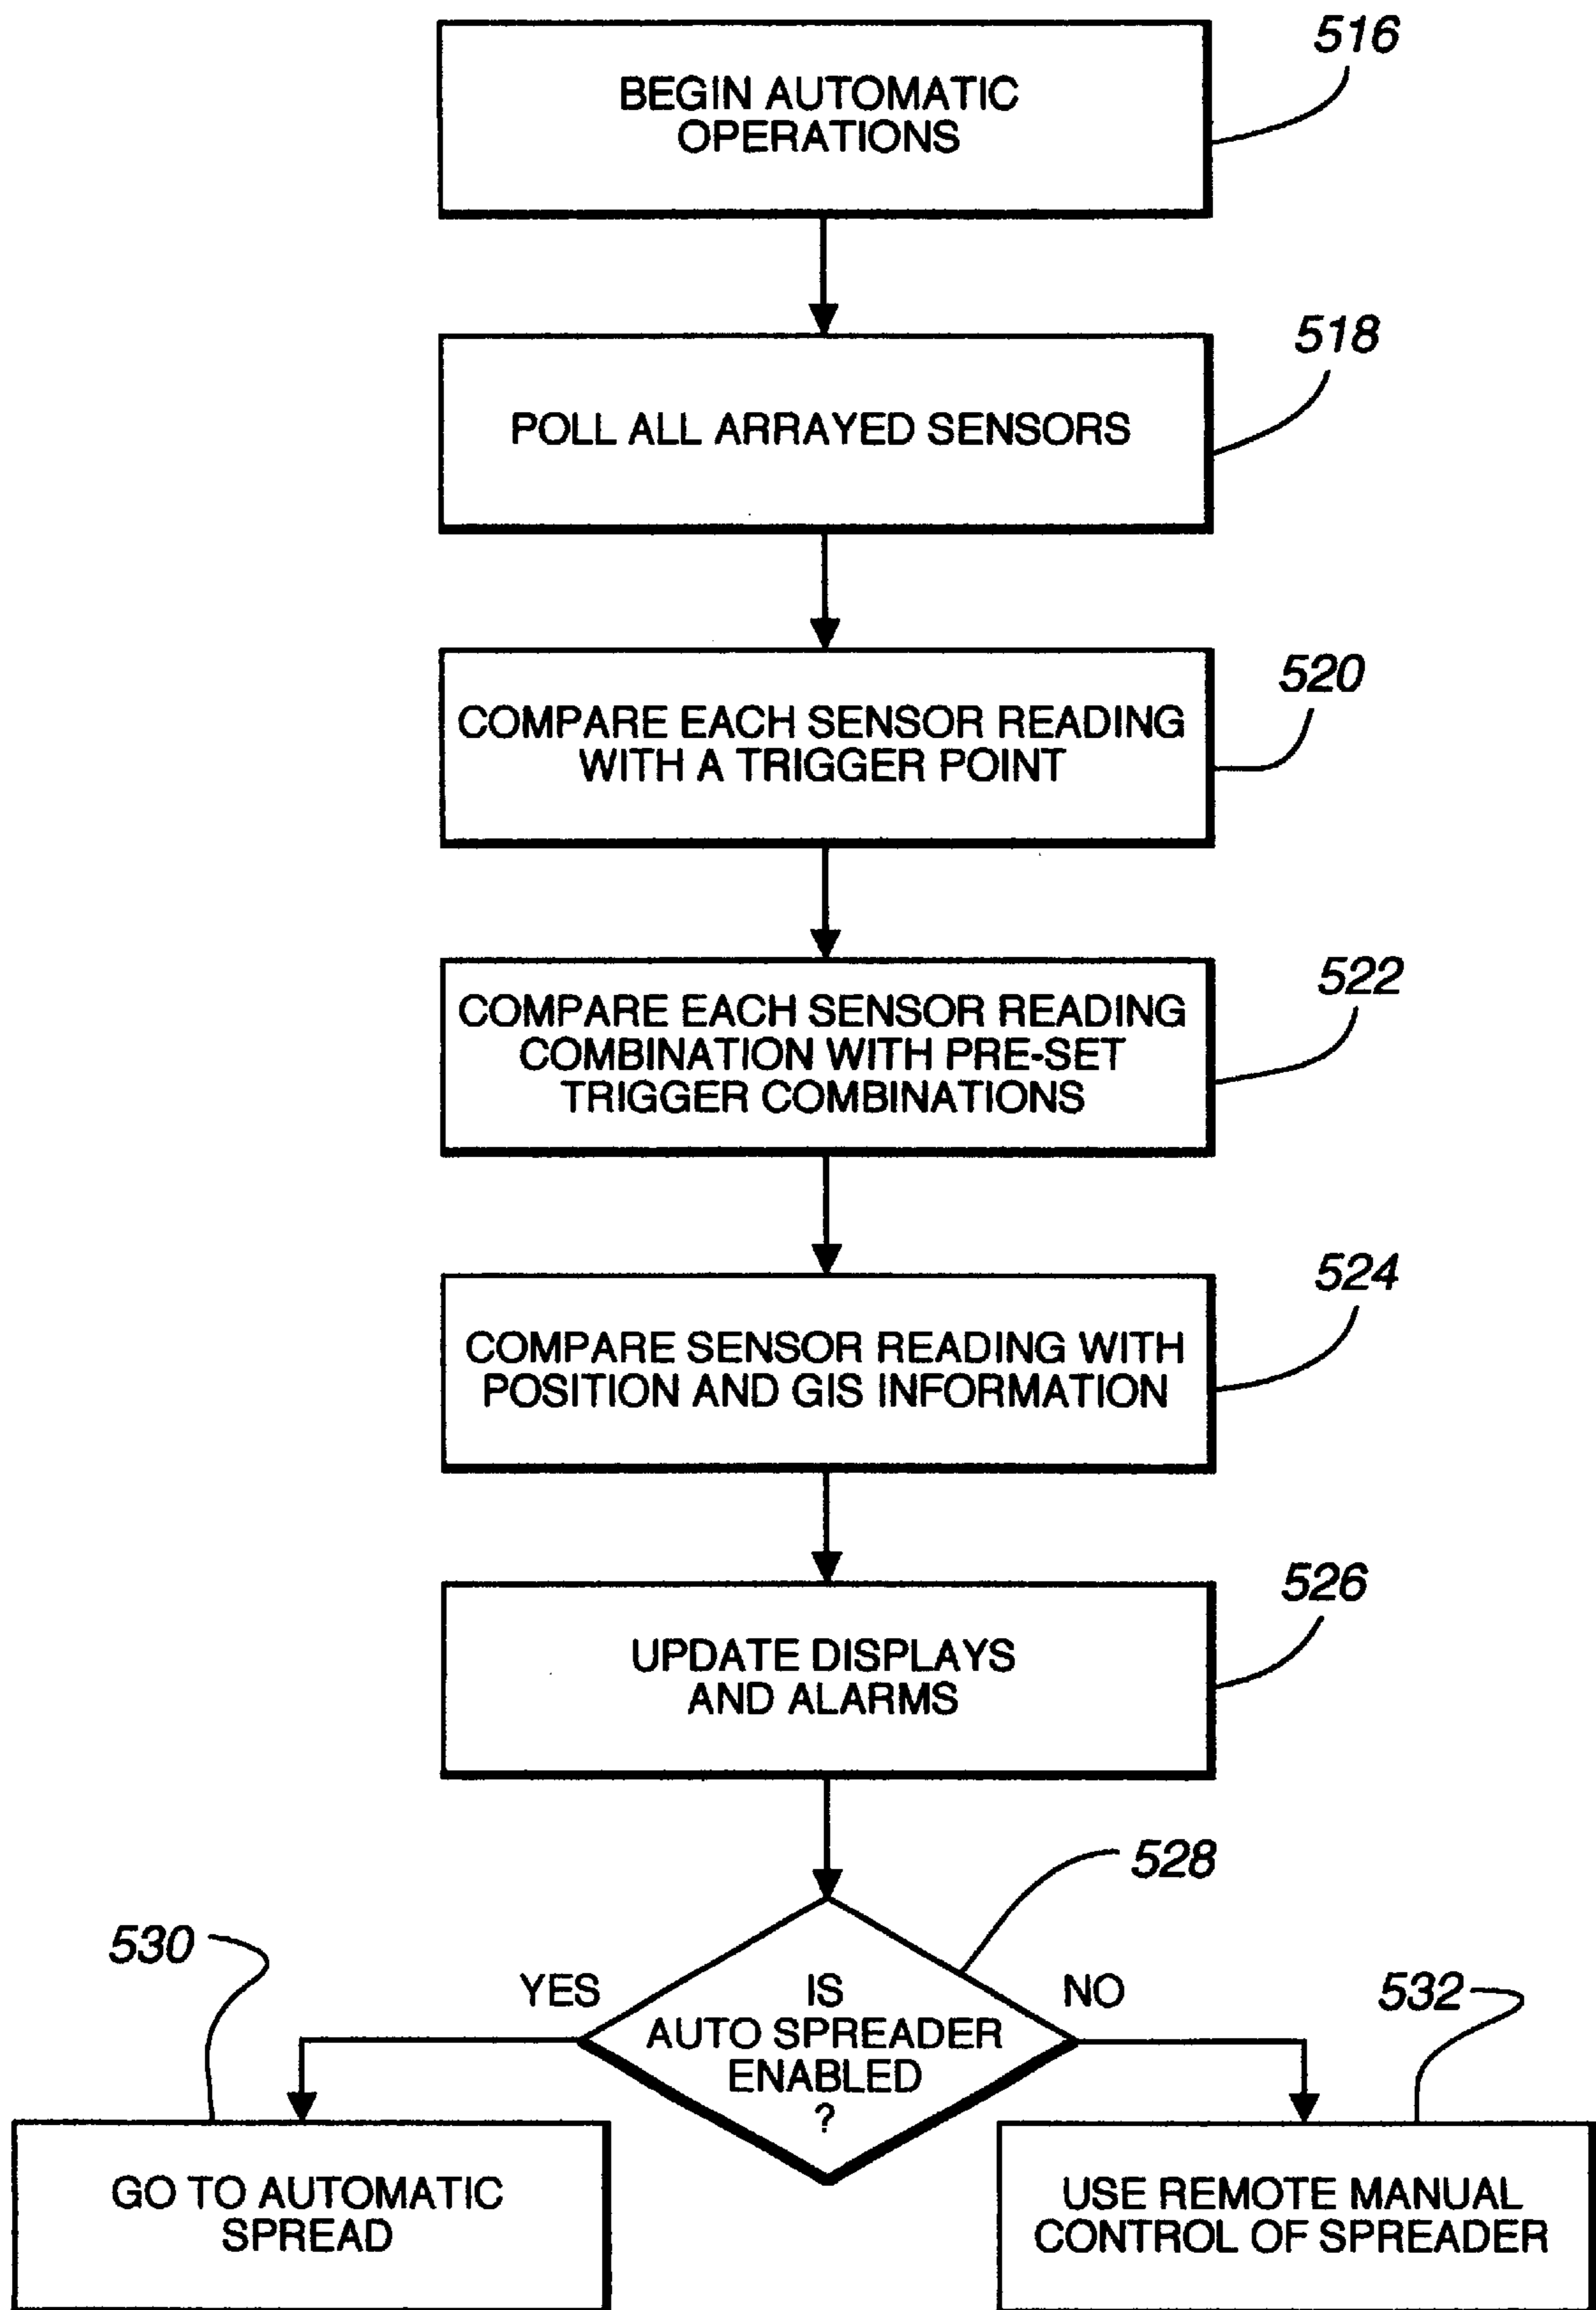 516
BEGIN AUTOMATIC
OPERATIONS
518
POLL ALL ARRAYED SENSORS
520
COMPARE EACH SENSOR READING
WITH A TRIGGER POINT
522
COMPARE EACH SENSOR READING
COMBINATION WITH PRE-SET
TRIGGER COMBINATIONS
524
COMPARE SENSOR READING WITH
POSITION AND GIS INFORMATION
526
UPDATE DISPLAYS
AND ALARMS
528
530
YES
IS
AUTO SPREADER
ENABLED
?
NO
532
GO TO AUTOMATIC
SPREAD
USE REMOTE MANUAL
CONTROL OF SPREADER